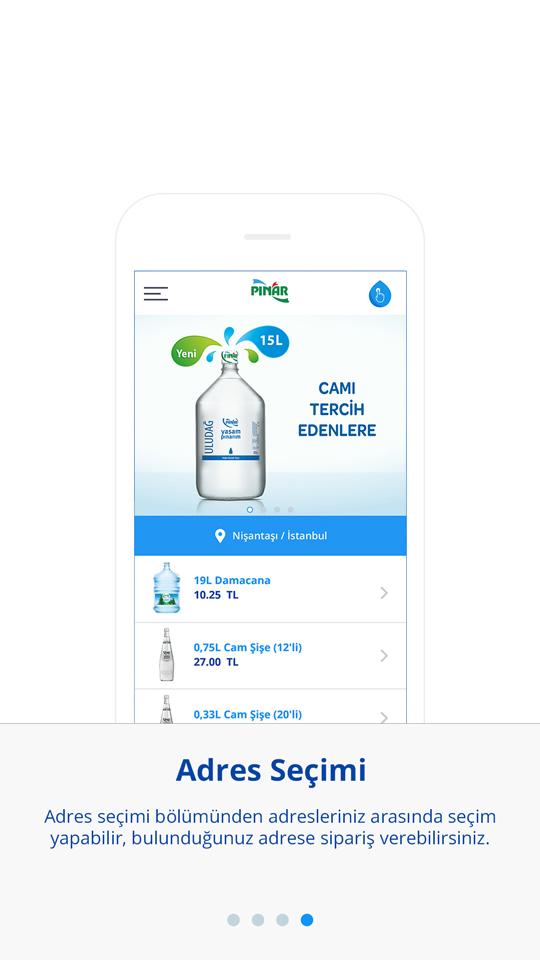 PINAR
Yeni
15L
PINAR
ULUDAĞ
yaşam
pınarım
CAMI
TERCİH
EDENLERE
Nişantaşı / İstanbul
19L Damacana
10.25 TL
0,75L Cam Şişe (12'li)
27.00 TL
0,33L Cam Şişe (20'li)
Adres Seçimi
Adres seçimi bölümünden adresleriniz arasında seçim
yapabilir, bulunduğunuz adrese sipariş verebilirsiniz.